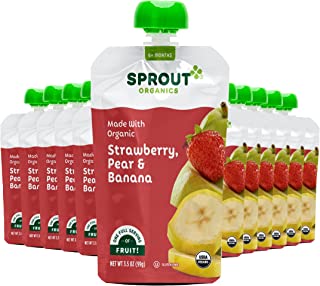 6+ MONTHS
SPROUT
ORGANICS
Made With
Organic
Strawberry,
Pear &
Banana
ONE FULL SERVING
OF
FRUIT!
NET WT. 3.5 OZ (99g)
USDA
ORGANIC